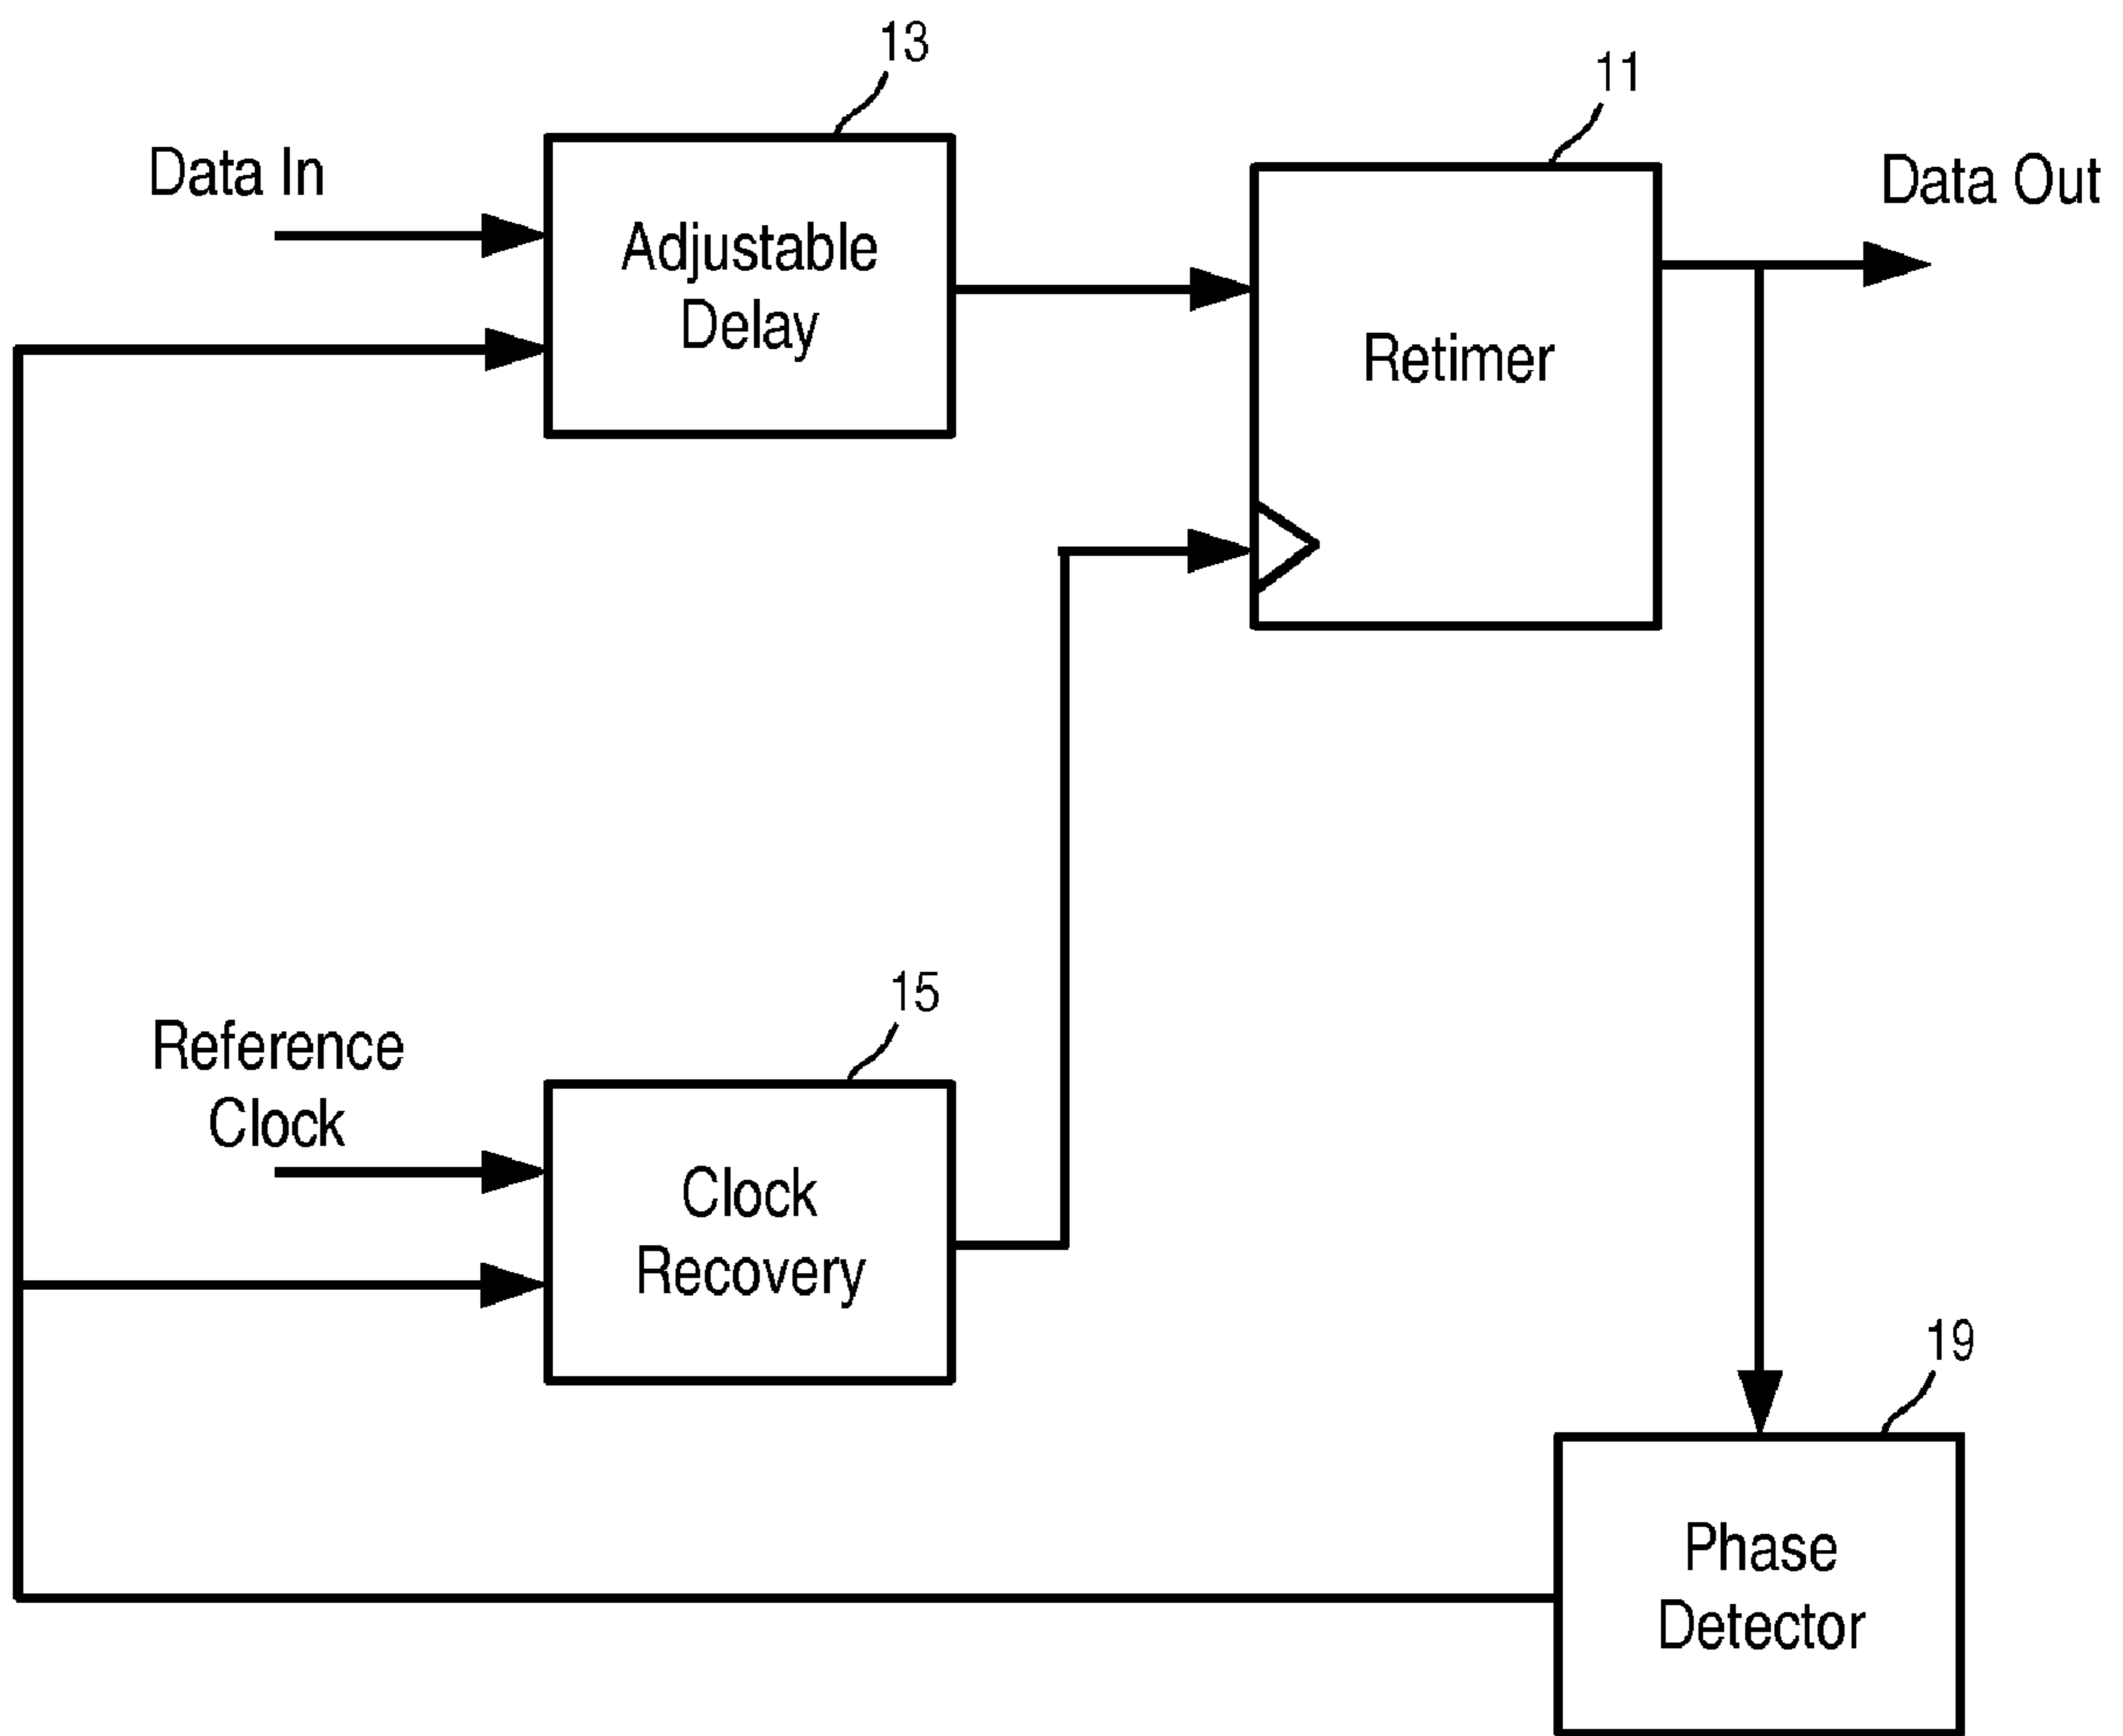 13
11
Data In
Data Out
Adjustable
Delay
Retimer
15
Reference
Clock
Clock
Recovery
19
Phase
Detector